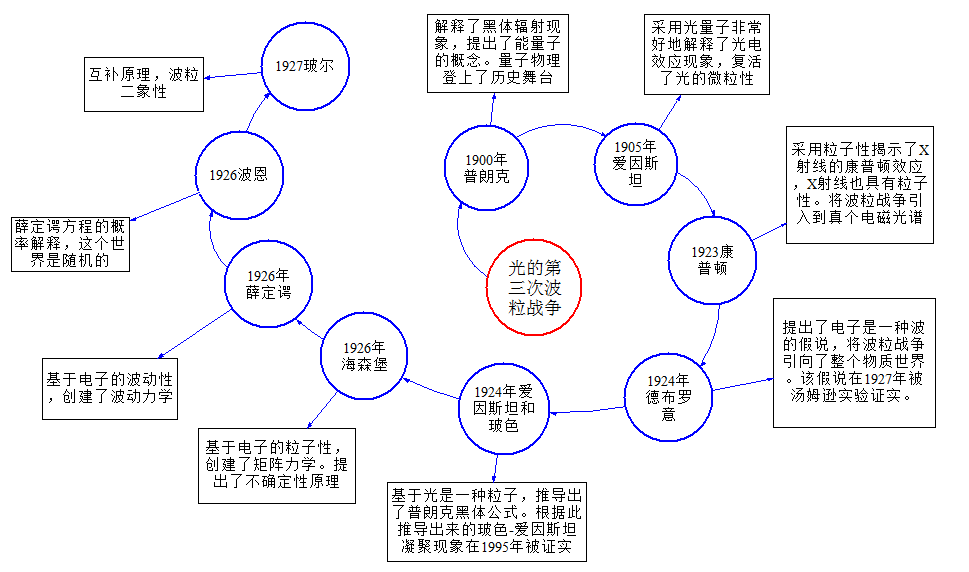 光的第
三次波
粒战争
1900年
普朗克
解释了黑体辐射现
象，提出了能量子
的概念。量子物理
登上了历史舞台
1905年
爱因斯
坦
采用光量子非常
好地解释了光电
效应现象，复活
了光的微粒性
1923康
普顿
采用粒子性揭示了X
射线的康普顿效应
，X射线也具有粒子
性。将波粒战争引
入到真个电磁光谱
1924年
德布罗
意
提出了电子是一种波
的假说，将波粒战争
引向了整个物质世界
。该假说在1927年被
汤姆逊实验证实。
1924年爱
因斯坦和
玻色
基于光是一种粒子，推导出
了普朗克黑体公式。根据此
推导出来的玻色-爱因斯坦
凝聚现象在1995年被证实
1926年
海森堡
基于电子的粒子性，
创建了矩阵力学。提
出了不确定性原理
1926年
薛定谔
基于电子的波动性
，创建了波动力学
1926波恩
薛定谔方程的概
率解释，这个世
界是随机的
1927玻尔
互补原理，波粒
二象性